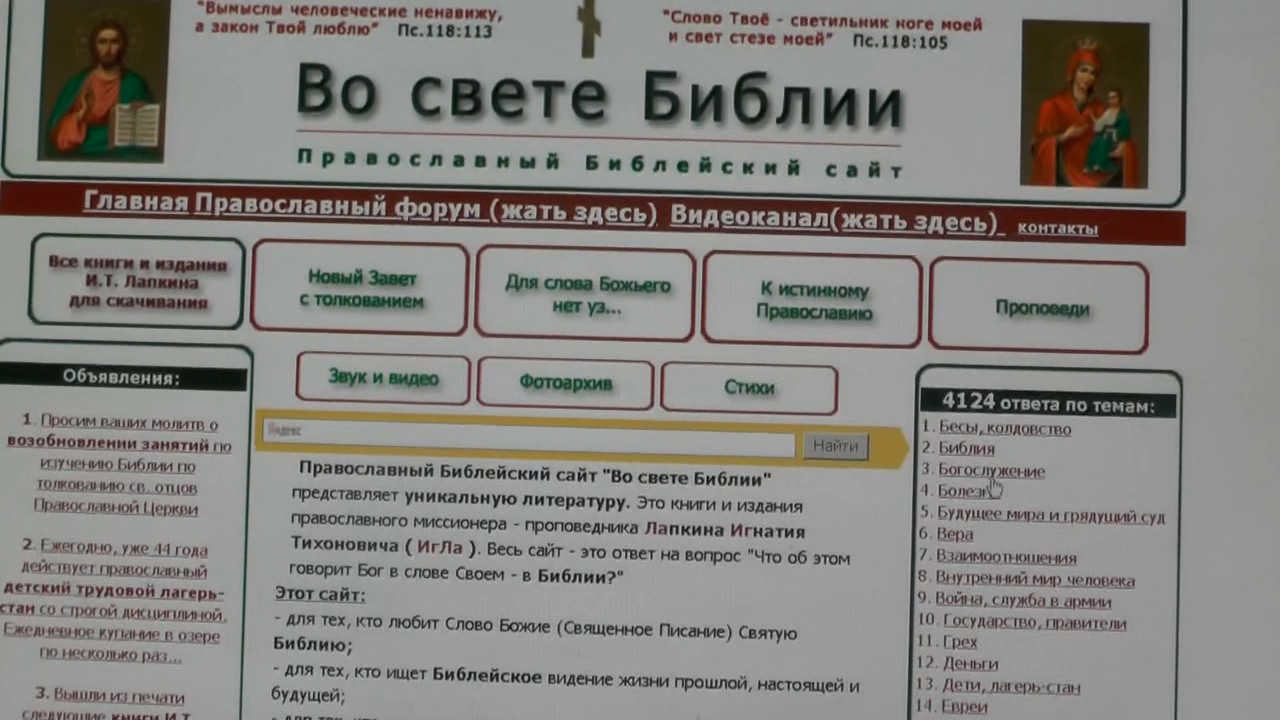 "Вымыслы человеческие ненавижу,
а закон Твой люблю" Пс.118:113
"Слово Твоё - светильник ноге моей
и свет стезе моей" Пс.118:105
Во свете Библии
Православный Библейский сайт
Главная Православный форум (жать здесь) Видеоканал(жать здесь) контакты
Все книги и издания
И.Т. Лапкина
для скачивания
Новый Завет
с толкованием
Для слова Божьего
нет уз...
К истинному
Православию
Проповеди
Звук и видео
Фотоархив
Стихи
Объявления:
1. Просим ваших молитв о
возобновлении занятий по
изучению Библии по
толкованию св. отцов
Православной Церкви
2. Ежегодно, уже 44 года
действует православный
детский трудовой лагерь-
стан со строгой дисциплиной.
Ежедневное купание в озере
по несколько раз...
3. Вышли из печати
следующие книги И.Т.
Яндекс
Найти
Православный Библейский сайт "Во свете Библии"
представляет уникальную литературу. Это книги и издания
православного миссионера - проповедника Лапкина Игнатия
Тихоновича ( ИгЛа ). Весь сайт - это ответ на вопрос "Что об этом
говорит Бог в слове Своем - в Библии?"
Этот сайт:
- для тех, кто любит Слово Божие (Священное Писание) Святую
Библию;
- для тех, кто ищет Библейское видение жизни прошлой, настоящей и
будущей;
4124 ответа по темам:
1. Бесы, колдовство
2. Библия
3. Богослужение
4.
5. Будущее мира и грядущий суд
6. Вера
7. Взаимоотношения
8. Внутренний мир человека
9. Война, служба в армии
10. Государство, правители
11. Грех
12. Деньги
13. Дети, лагерь-стан
14. Евреи